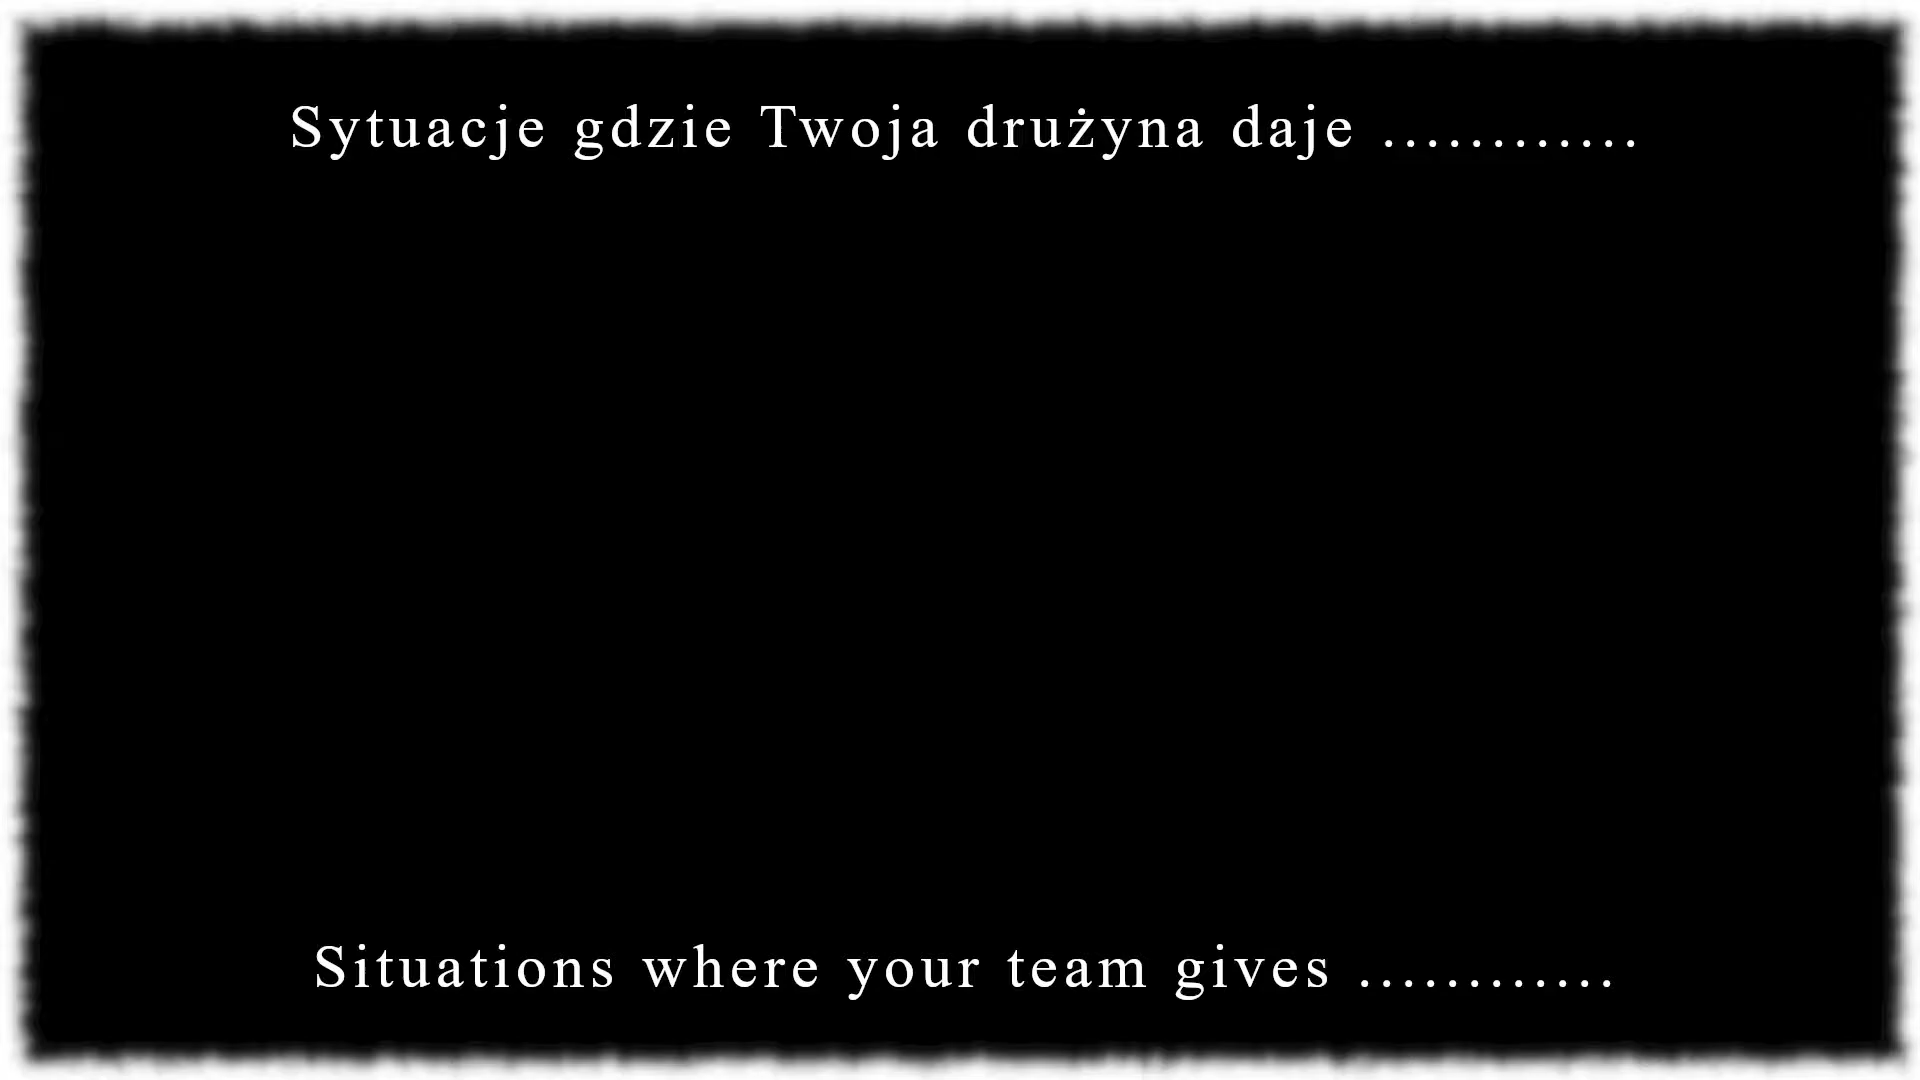 Sytuacje gdzie Twoja drużyna daje ............
Situations where your team gives ............